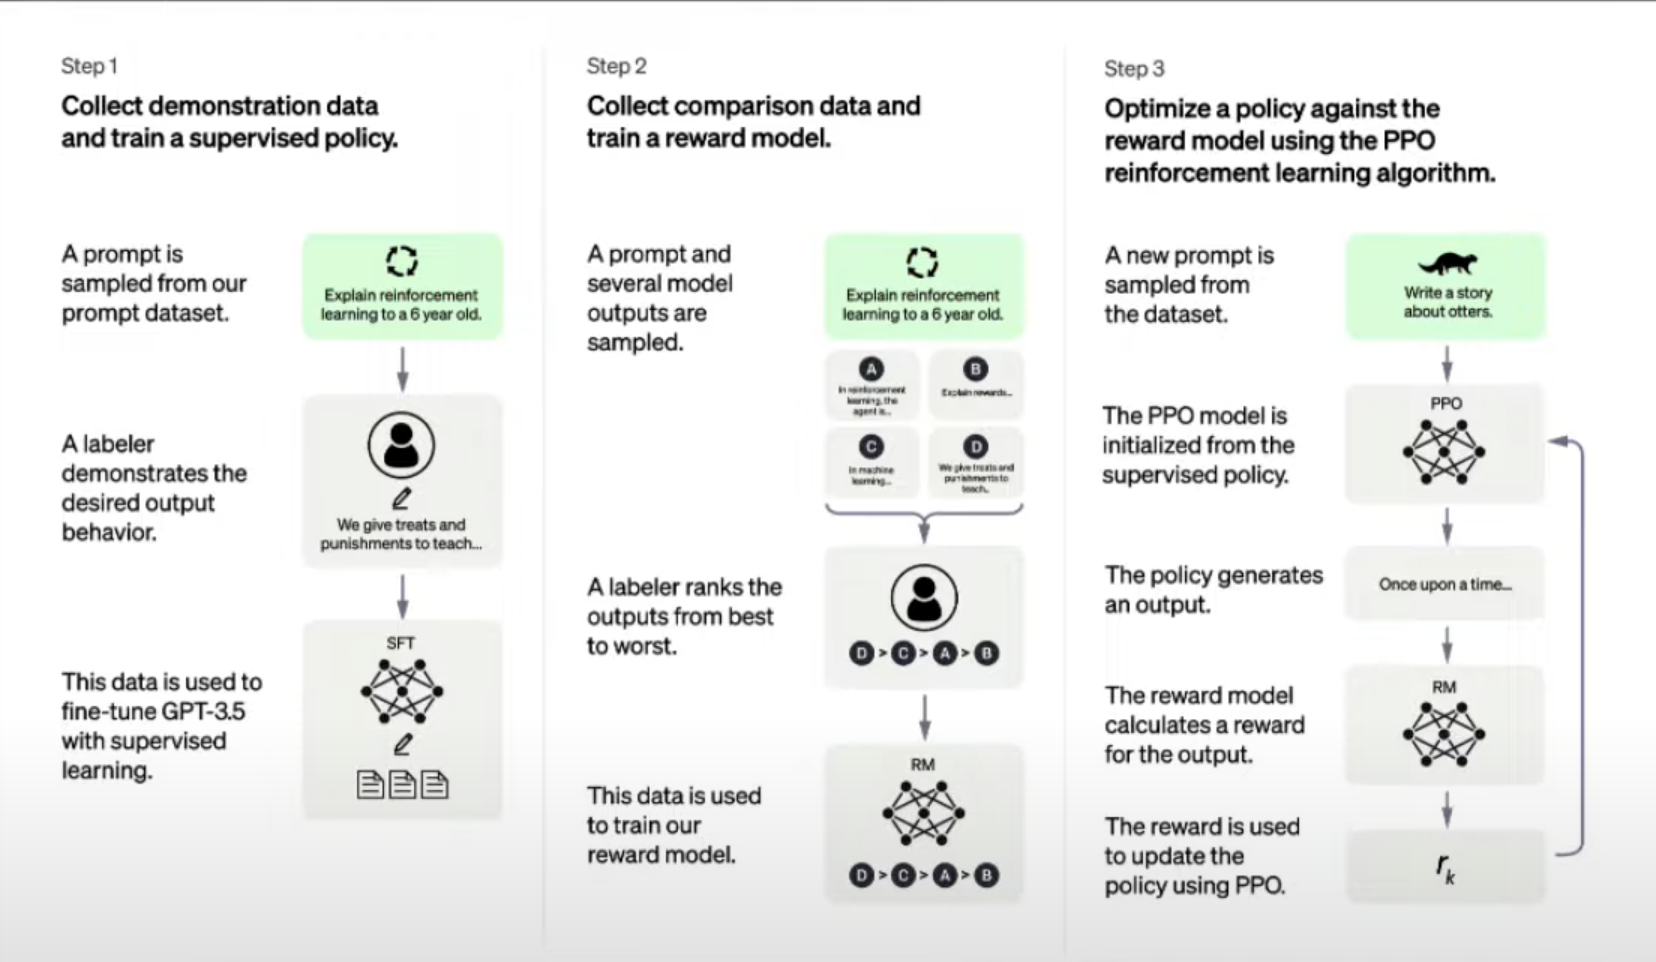 Step 1
Collect demonstration data
and train a supervised policy.
A prompt is
sampled from our
prompt dataset.
Explain reinforcement
learning to a 6 year old.
A labeler
demonstrates the
desired output
behavior.
We give treats and
punishments to teach...
This data is used to
fine-tune GPT-3.5
with supervised
learning.
SFT
Step 2
Collect comparison data and
train a reward model.
A prompt and
several model
outputs are
sampled.
Explain reinforcement
learning to a 6 year old.
A
In reinforcement
learning, the
agent is...
B
Explain rewards...
C
In machine
learning...
D
We give treats and
punishments to
teach...
A labeler ranks the
outputs from best
to worst.
D > C > A > B
This data is used
to train our
reward model.
RM
D > C > A > B
Step 3
Optimize a policy against the
reward model using the PPO
reinforcement learning algorithm.
A new prompt is
sampled from
the dataset.
Write a story
about otters.
The PPO model is
initialized from the
supervised policy.
PPO
The policy generates
an output.
Once upon a time...
The reward model
calculates a reward
for the output.
RM
The reward is used
to update the
policy using PPO.
rk